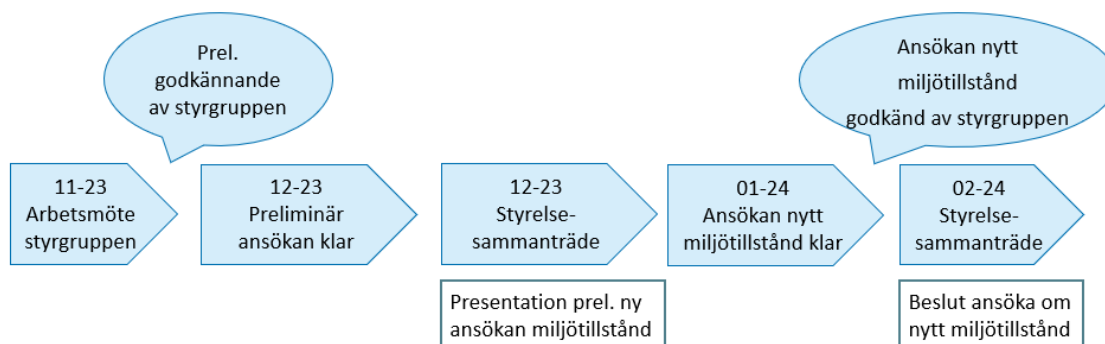 Prel.
godkännande
av styrgruppen
Ansökan nytt
miljötillstånd
godkänd av styrgruppen
11-23
Arbetsmöte
styrgruppen
12-23
Preliminär
ansökan klar
12-23
Styrelse-
sammanträde
01-24
Ansökan nytt
miljötillstånd klar
02-24
Styrelse-
sammanträde
Presentation prel. ny
ansökan miljötillstånd
Beslut ansöka om
nytt miljötillstånd